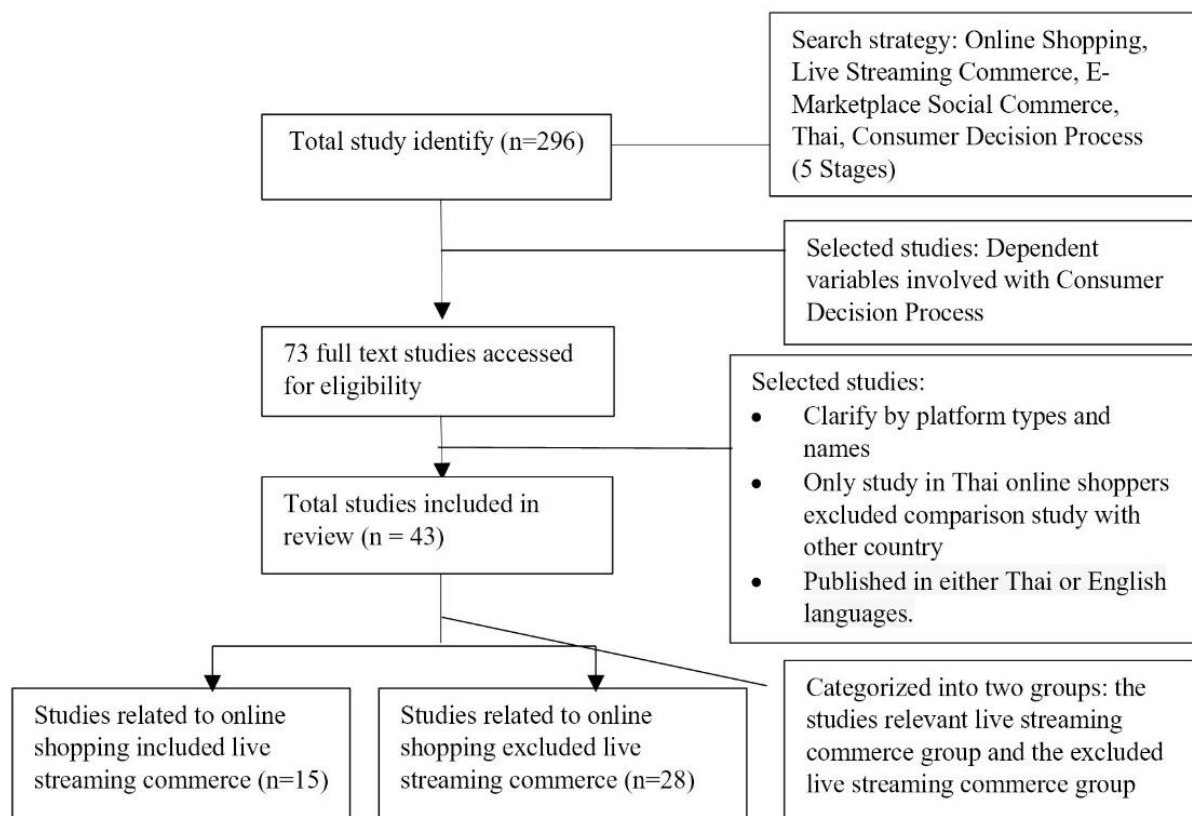 Search strategy: Online Shopping,
Live Streaming Commerce, E-
Marketplace Social Commerce,
Thai, Consumer Decision Process
(5 Stages)
Total study identify (n=296)
Selected studies: Dependent
variables involved with Consumer
Decision Process
73 full text studies accessed
for eligibility
Selected studies:
• Clarify by platform types and
names
• Only study in Thai online shoppers
excluded comparison study with
other country
• Published in either Thai or English
languages.
Total studies included in
review (n = 43)
Studies related to online
shopping included live
streaming commerce (n=15)
Studies related to online
shopping excluded live
streaming commerce (n=28)
Categorized into two groups: the
studies relevant live streaming
commerce group and the excluded
live streaming commerce group